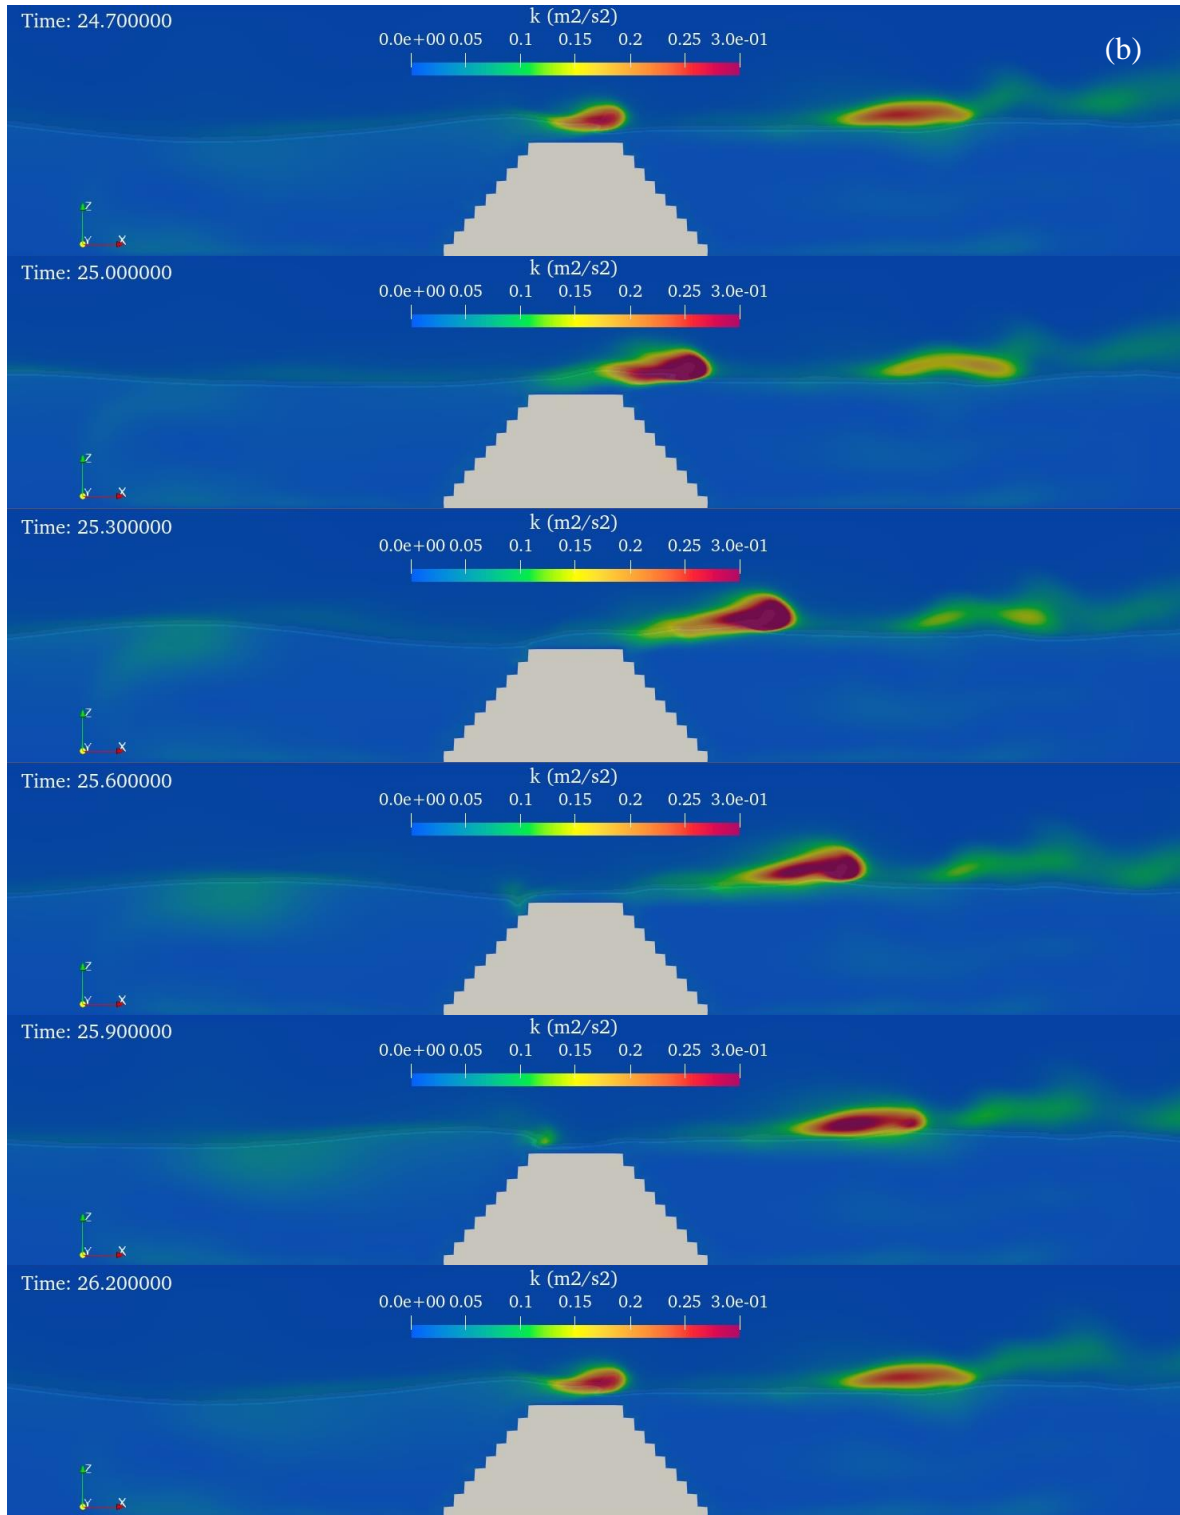 Time: 24.700000
k (m2/s2)
0.0e+00 0.05 0.1 0.15 0.2 0.25 3.0e-01
(b)
Z
Y X
Time: 25.000000
k (m2/s2)
0.0e+00 0.05 0.1 0.15 0.2 0.25 3.0e-01
Z
Y X
Time: 25.300000
k (m2/s2)
0.0e+00 0.05 0.1 0.15 0.2 0.25 3.0e-01
Z
Y X
Time: 25.600000
k (m2/s2)
0.0e+00 0.05 0.1 0.15 0.2 0.25 3.0e-01
Z
Y X
Time: 25.900000
k (m2/s2)
0.0e+00 0.05 0.1 0.15 0.2 0.25 3.0e-01
Z
Y X
Time: 26.200000
k (m2/s2)
0.0e+00 0.05 0.1 0.15 0.2 0.25 3.0e-01
Z
Y X